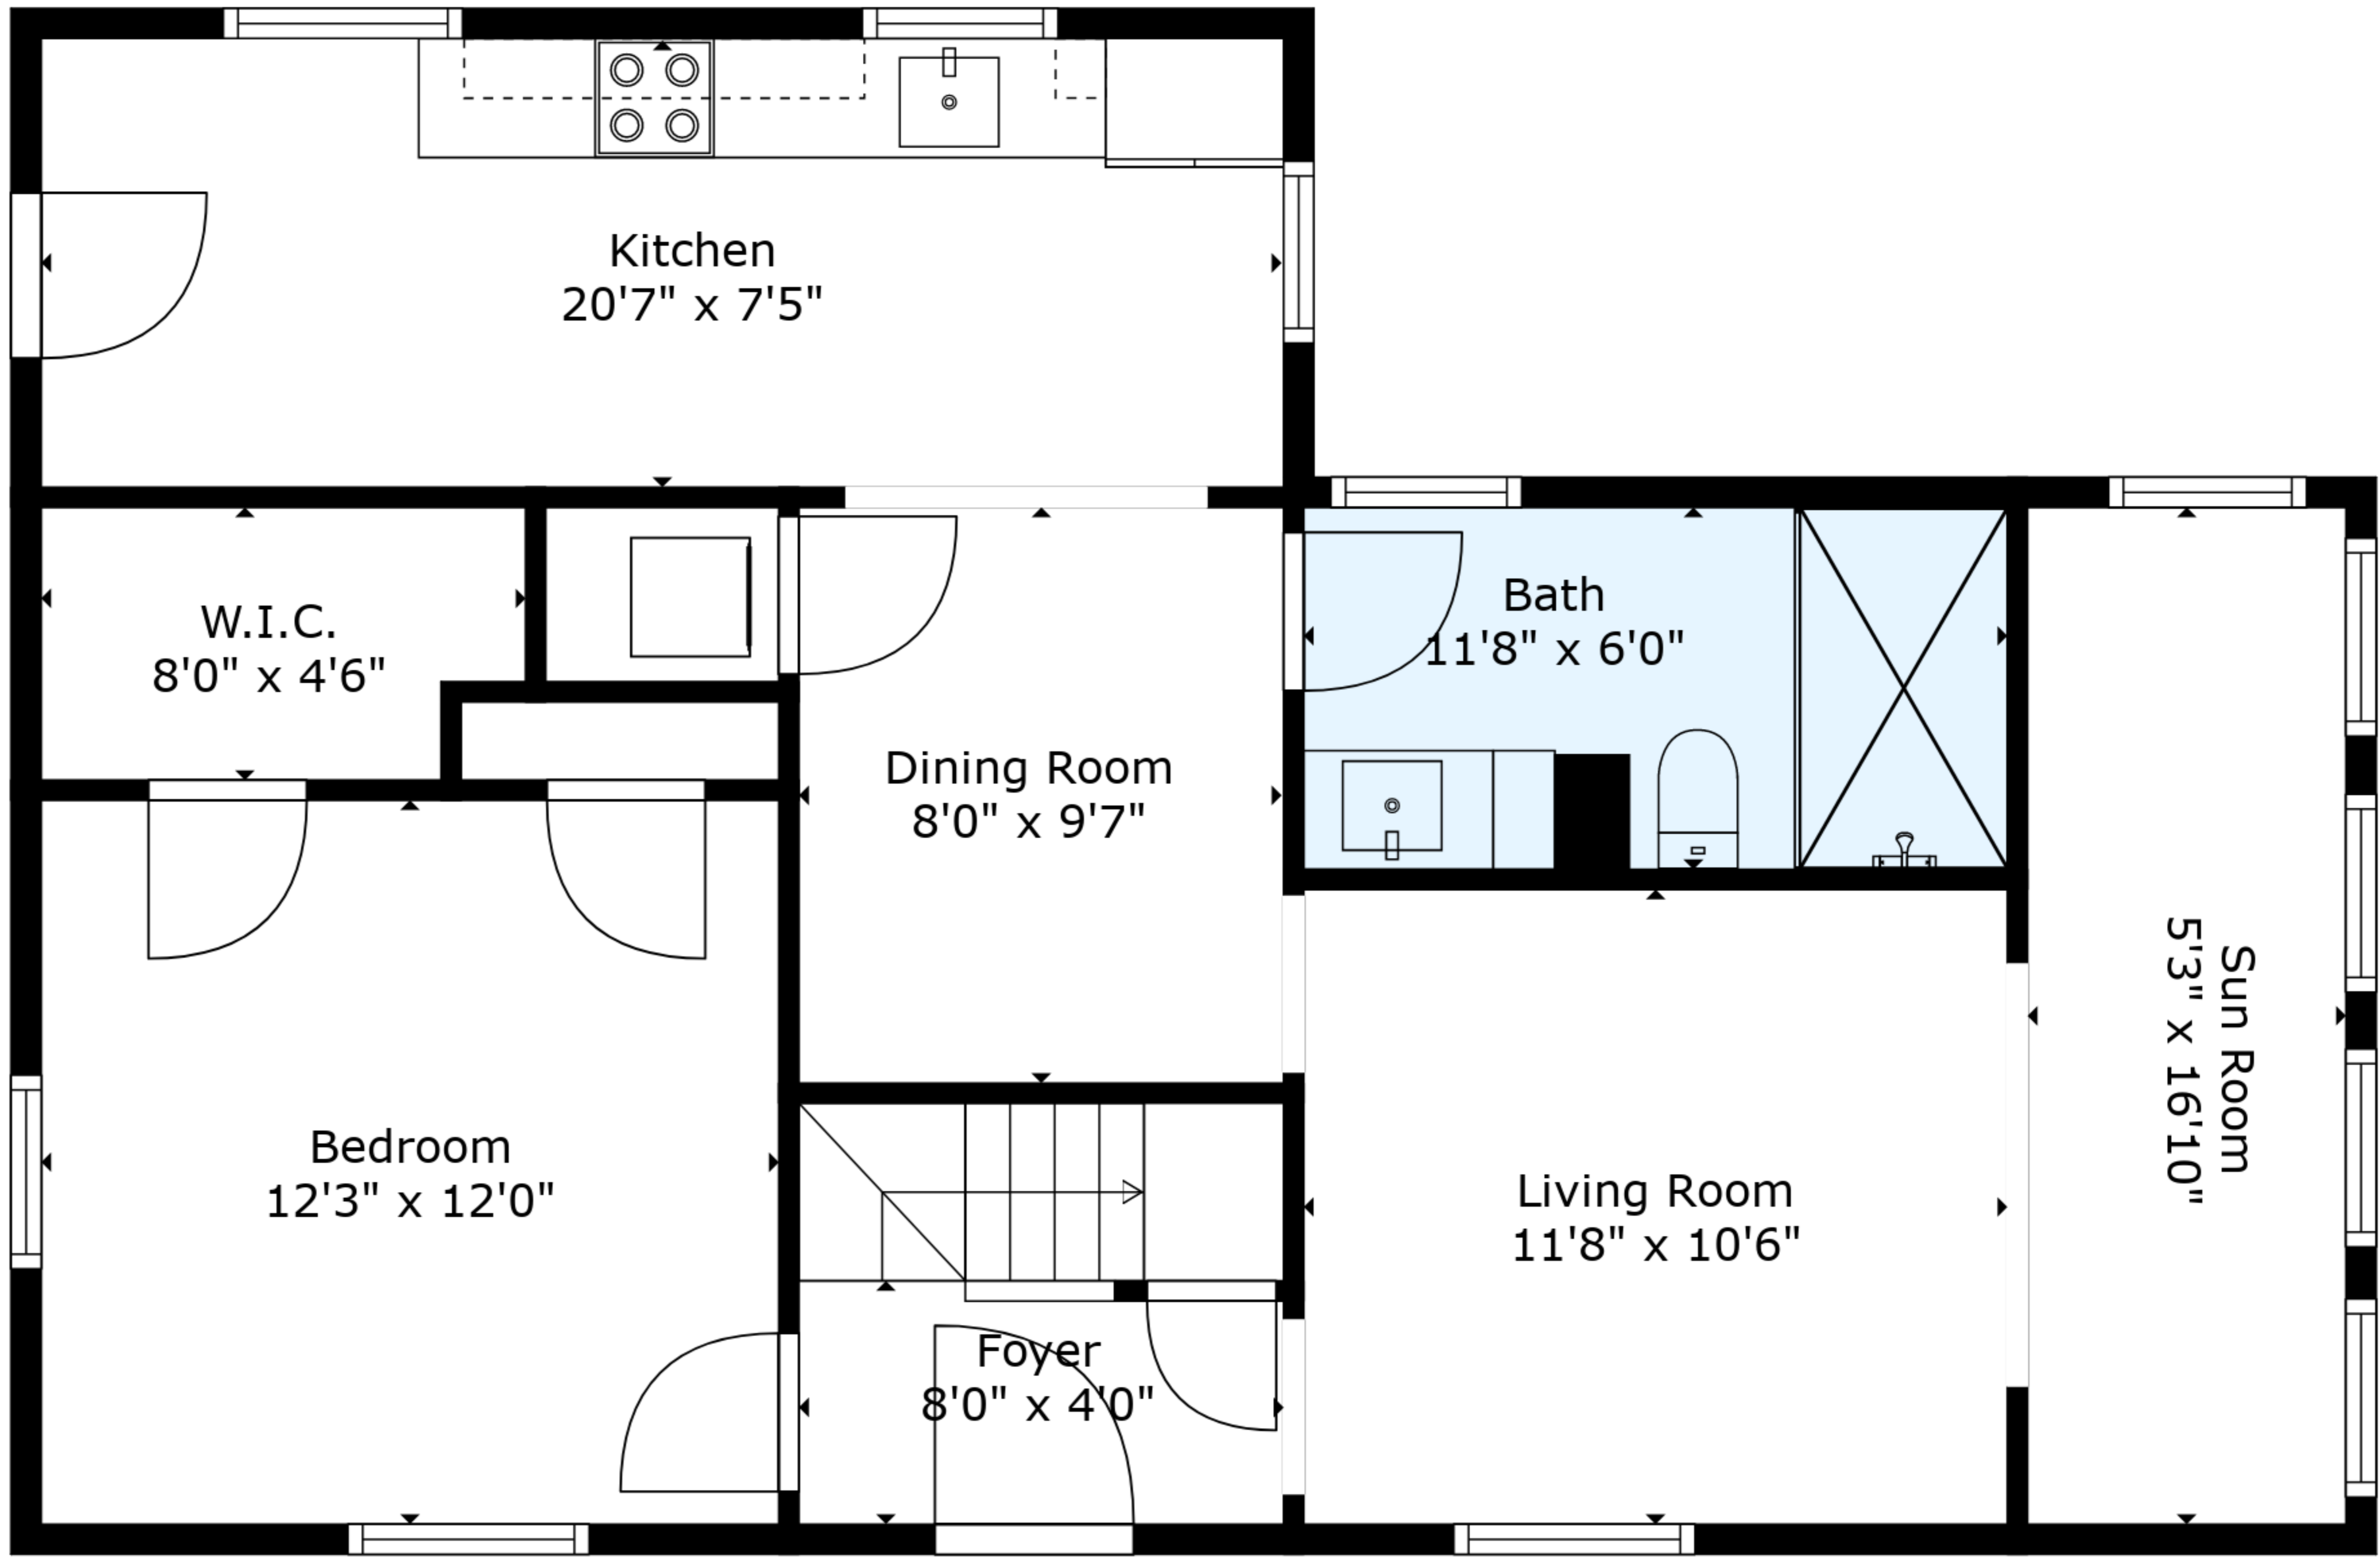 Kitchen
20'7" x 7'5"
W.I.C.
8'0" x 4'6"
Bath
11'8" x 6'0"
Dining Room
8'0" x 9'7"
Sun Room
5'3" x 16'10"
Bedroom
12'3" x 12'0"
Living Room
11'8" x 10'6"
Foyer
8'0" x 4'0"